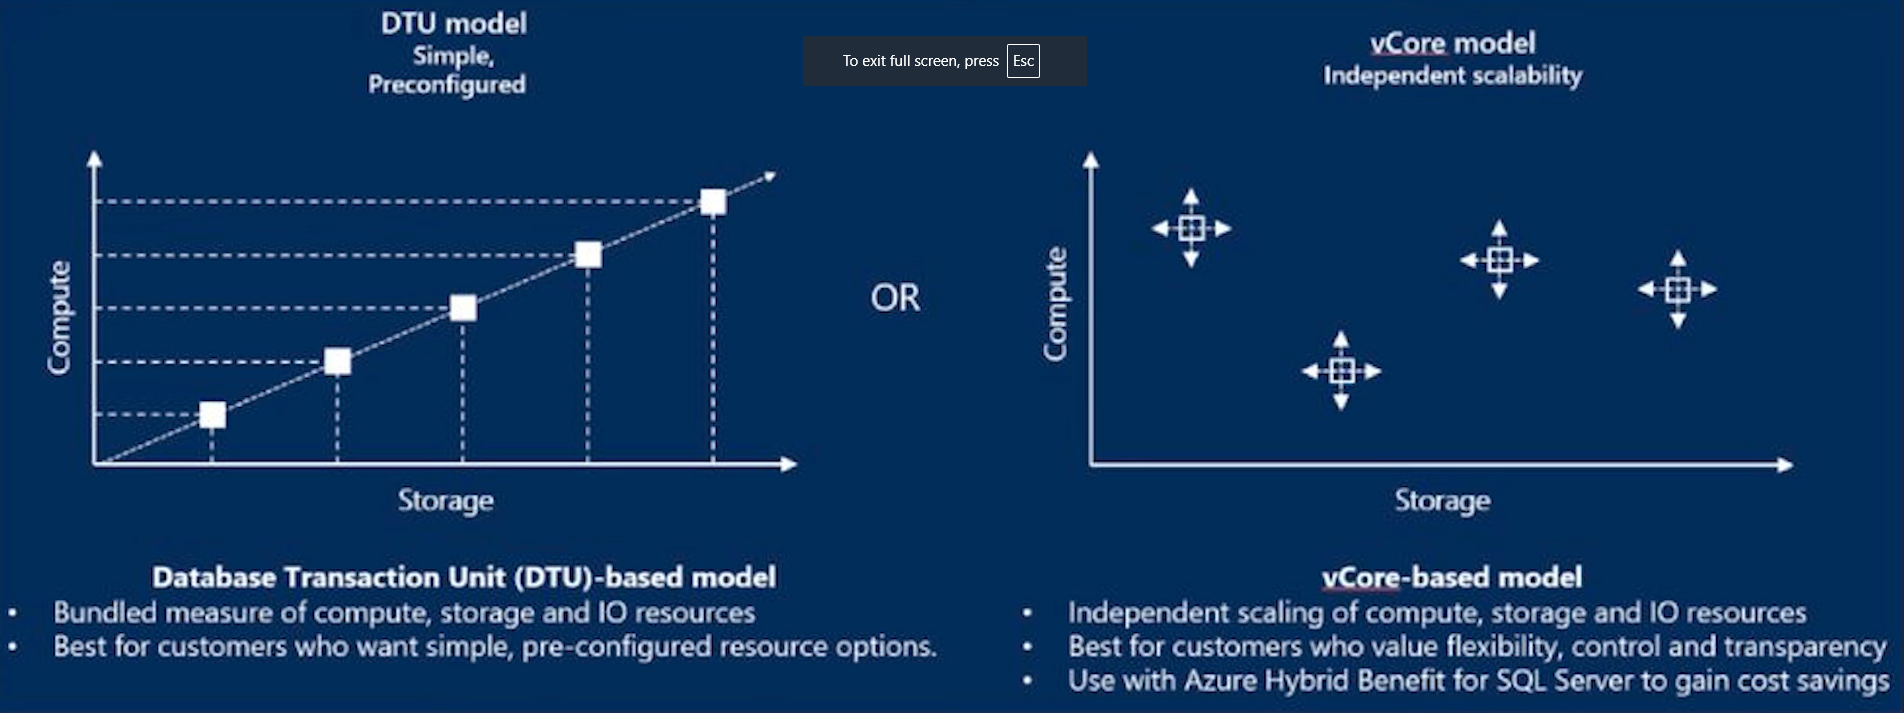 DTU model
Simple,
Preconfigured
To exit full screen, press Esc
vCore model
Independent scalability
Compute
Storage
OR
Compute
Storage
Database Transaction Unit (DTU)-based model
• Bundled measure of compute, storage and IO resources
• Best for customers who want simple, pre-configured resource options.
vCore-based model
• Independent scaling of compute, storage and IO resources
• Best for customers who value flexibility, control and transparency
• Use with Azure Hybrid Benefit for SQL Server to gain cost savings